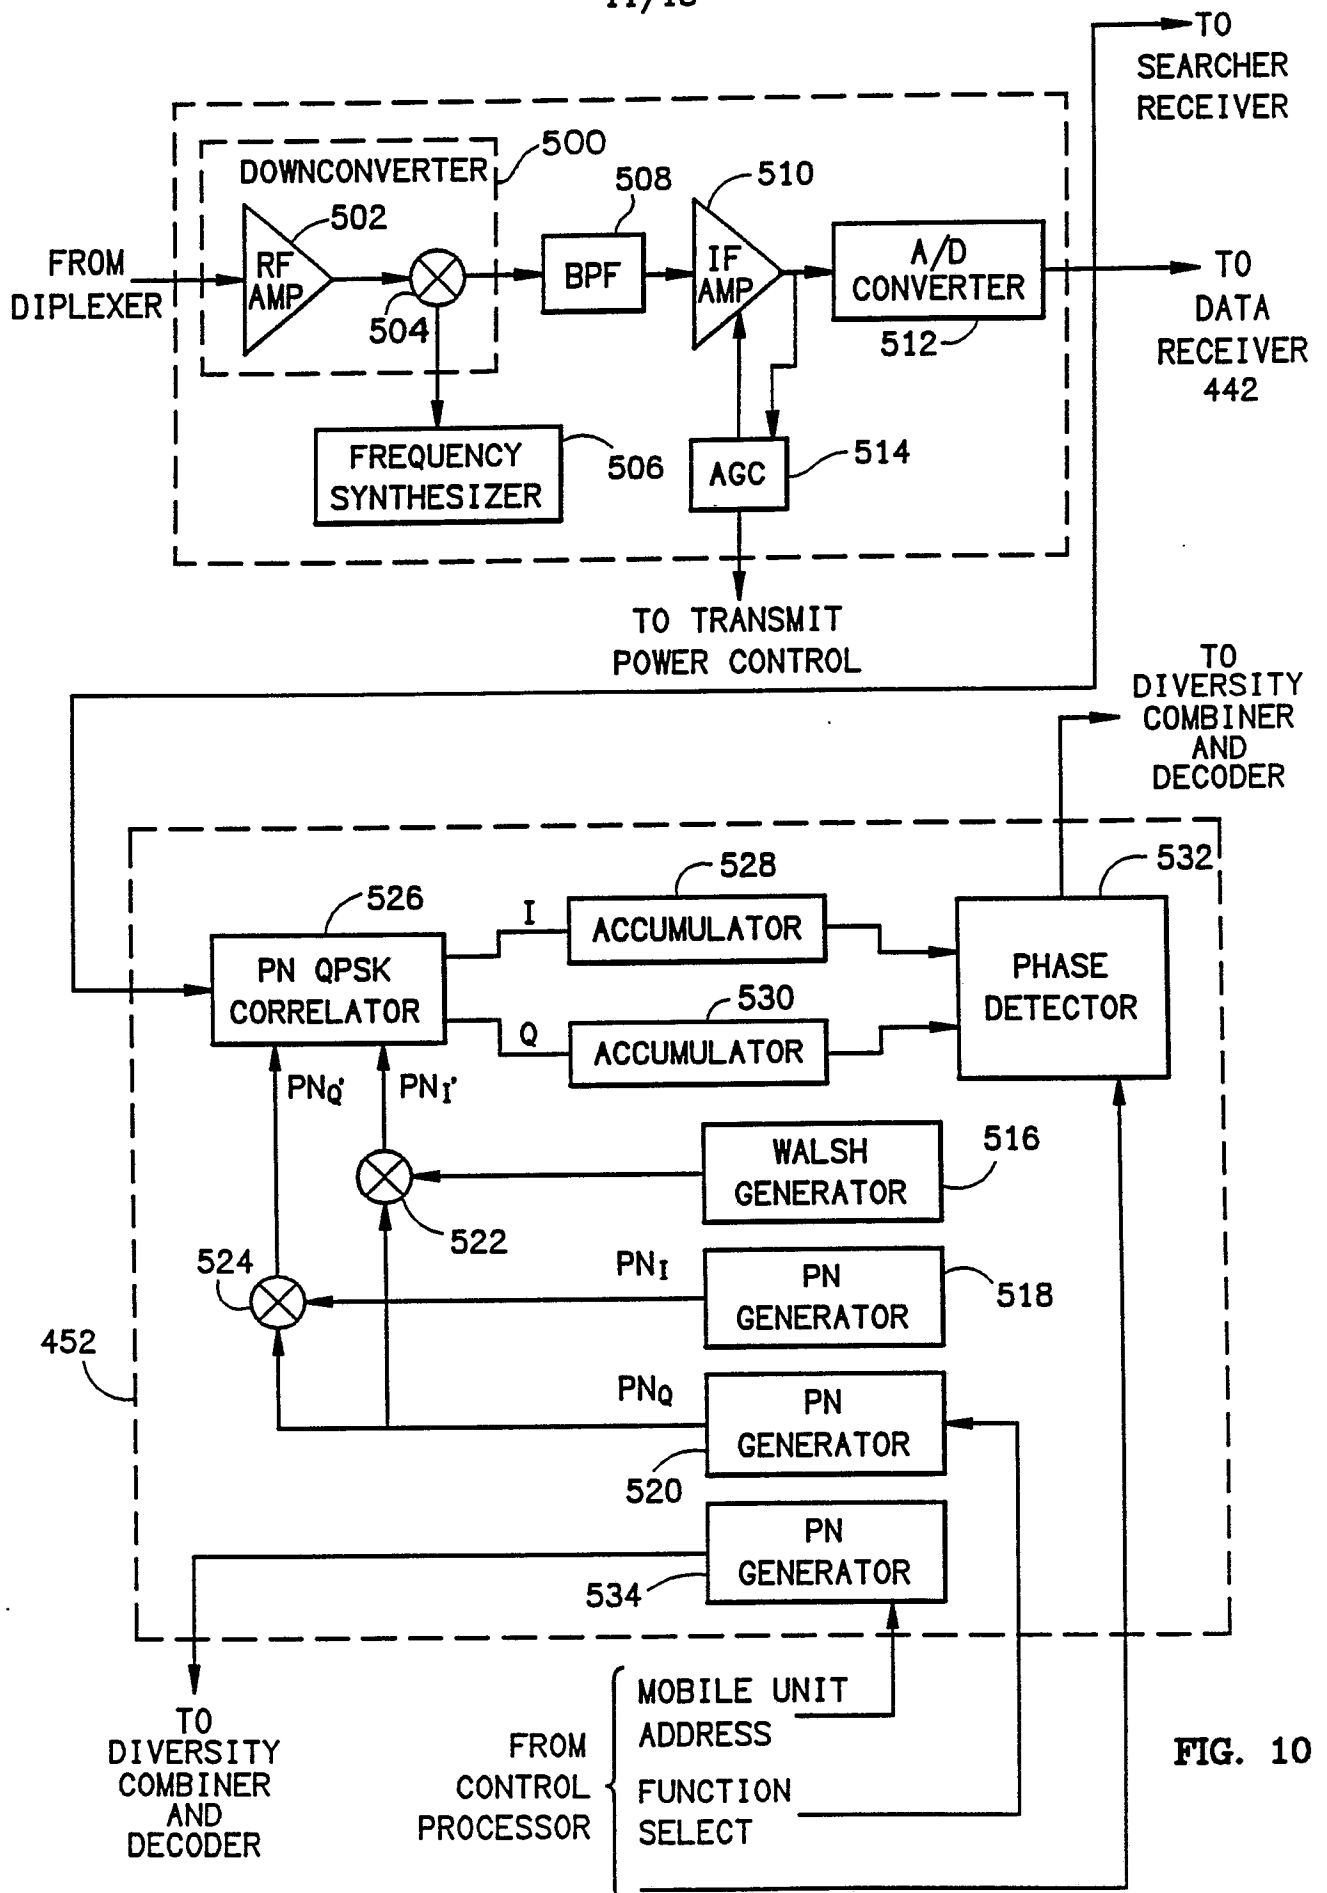 TO
SEARCHER
RECEIVER
DOWNCONVERTER
500
502
RF
AMP
504
508
BPF
510
IF
AMP
A/D
CONVERTER
512
FROM
DIPLEXER
TO
DATA
RECEIVER
442
FREQUENCY
SYNTHESIZER
506
AGC
514
TO TRANSMIT
POWER CONTROL
TO
DIVERSITY
COMBINER
AND
DECODER
526
PN QPSK
CORRELATOR
I
528
ACCUMULATOR
Q
530
ACCUMULATOR
532
PHASE
DETECTOR
PNQ'
PNI'
WALSH
GENERATOR
516
522
524
PNI
PN
GENERATOR
518
452
PNQ
PN
GENERATOR
520
PN
GENERATOR
534
TO
DIVERSITY
COMBINER
AND
DECODER
FROM
CONTROL
PROCESSOR
MOBILE UNIT
ADDRESS
FUNCTION
SELECT
FIG. 10